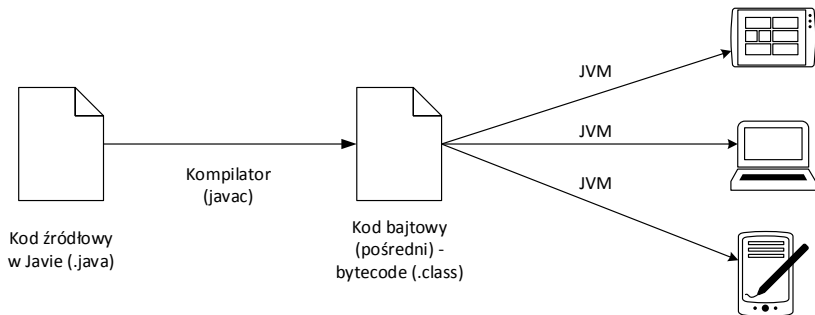 Kod źródłowy
w Javie (.java)
Kompilator
(javac)
Kod bajtowy
(pośredni) -
bytecode (.class)
JVM
JVM
JVM